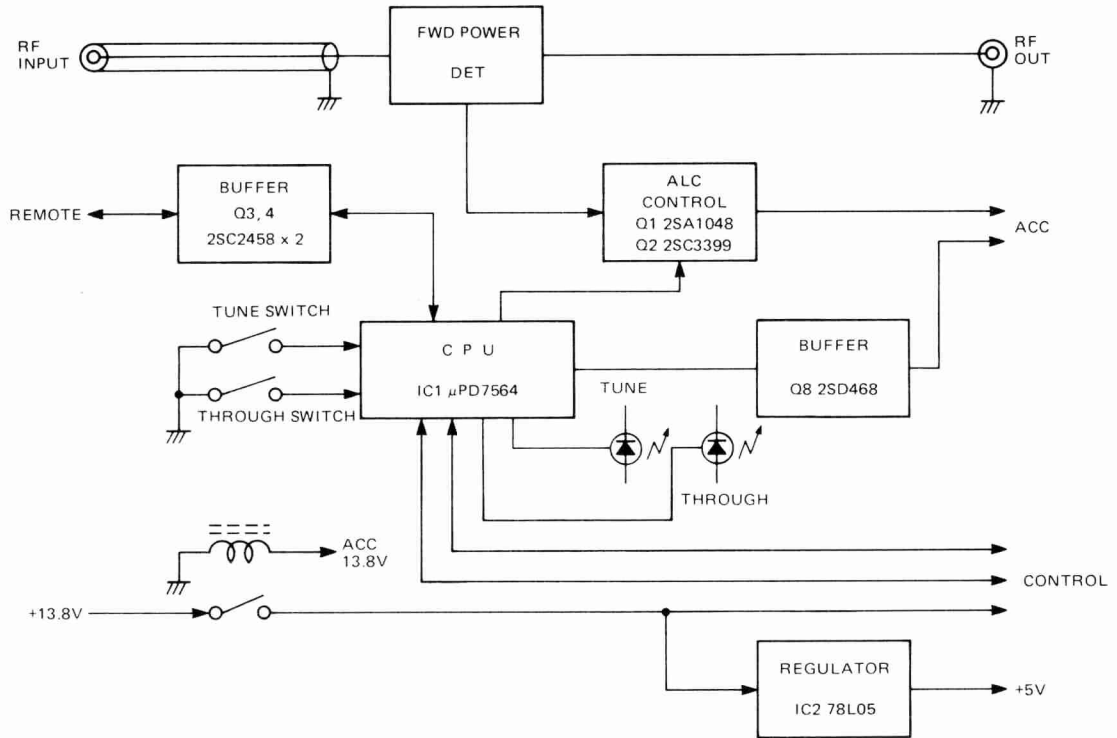 RF
INPUT
FWD POWER
DET
RF
OUT
REMOTE
BUFFER
Q3, 4
2SC2458 x 2
ALC
CONTROL
Q1 2SA1048
Q2 2SC3399
ACC
TUNE SWITCH
THROUGH SWITCH
C P U
IC1 μPD7564
TUNE
THROUGH
BUFFER
Q8 2SD468
ACC
13.8V
CONTROL
+13.8V
REGULATOR
IC2 78L05
+5V